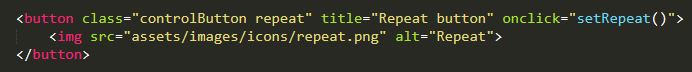 <button class="controlButton repeat" title="Repeat button" onclick="setRepeat()">
<img src="assets/images/icons/repeat.png" alt="Repeat">
</button>